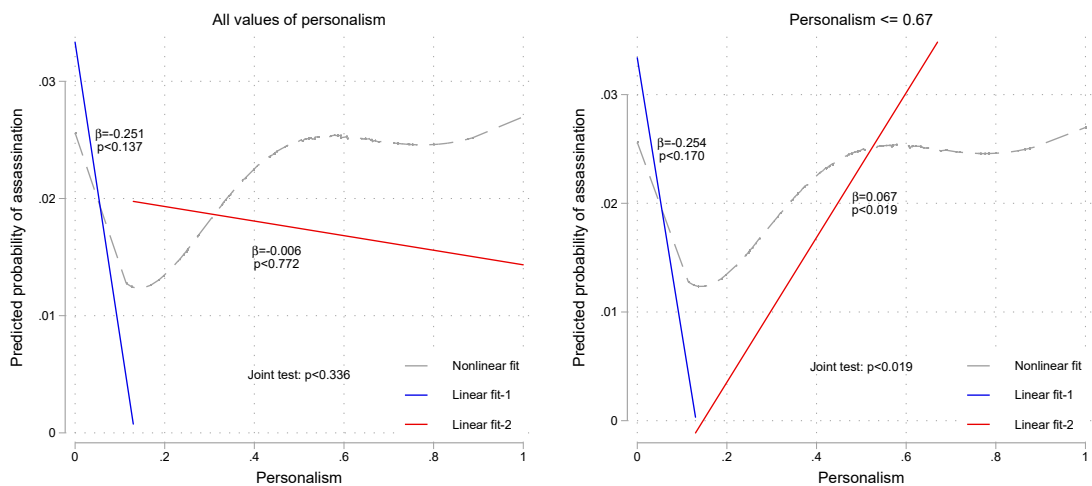 All values of personalism
Predicted probability of assassination
.03
.02
.01
0
β=-0.251
p<0.137
β=-0.006
p<0.772
Joint test: p<0.336
Nonlinear fit
Linear fit-1
Linear fit-2
0 .2 .4 .6 .8 1
Personalism
Personalism <= 0.67
Predicted probability of assassination
.03
.02
.01
0
β=-0.254
p<0.170
β=0.067
p<0.019
Joint test: p<0.019
Nonlinear fit
Linear fit-1
Linear fit-2
0 .2 .4 .6 .8 1
Personalism